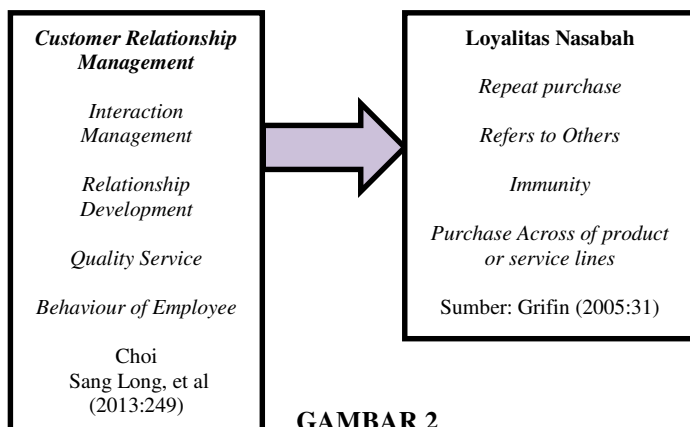 Customer Relationship
Management
Interaction
Management
Relationship
Development
Quality Service
Behaviour of Employee
Choi
Sang Long, et al
(2013:249)
Loyalitas Nasabah
Repeat purchase
Refers to Others
Immunity
Purchase Across of product
or service lines
Sumber: Grifin (2005:31)
GAMBAR 2